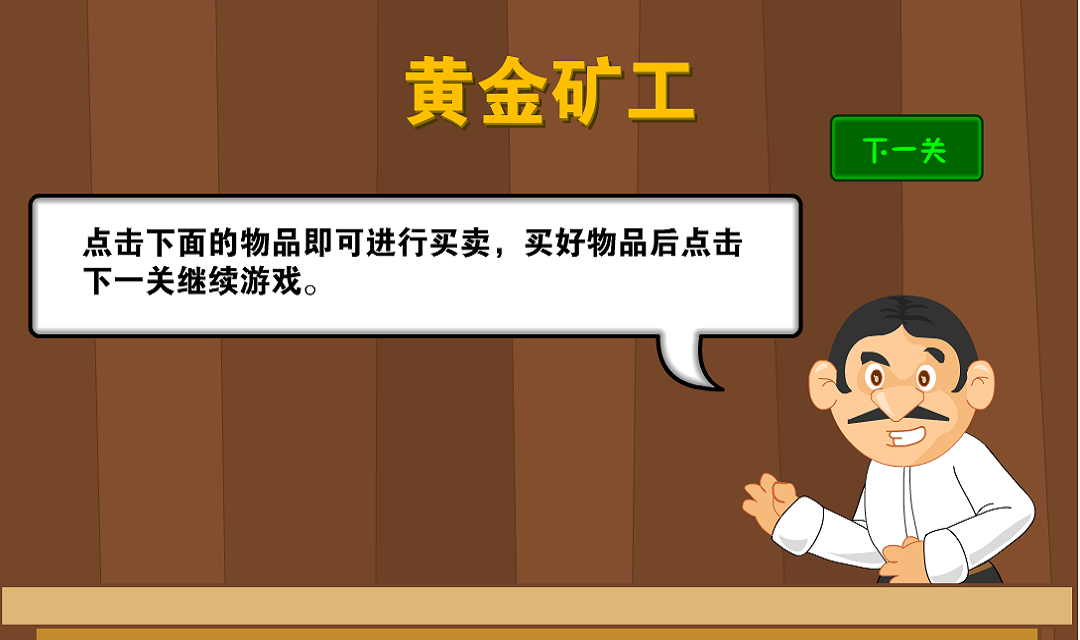 黄金矿工
下一关
点击下面的物品即可进行买卖，买好物品后点击
下一关继续游戏。